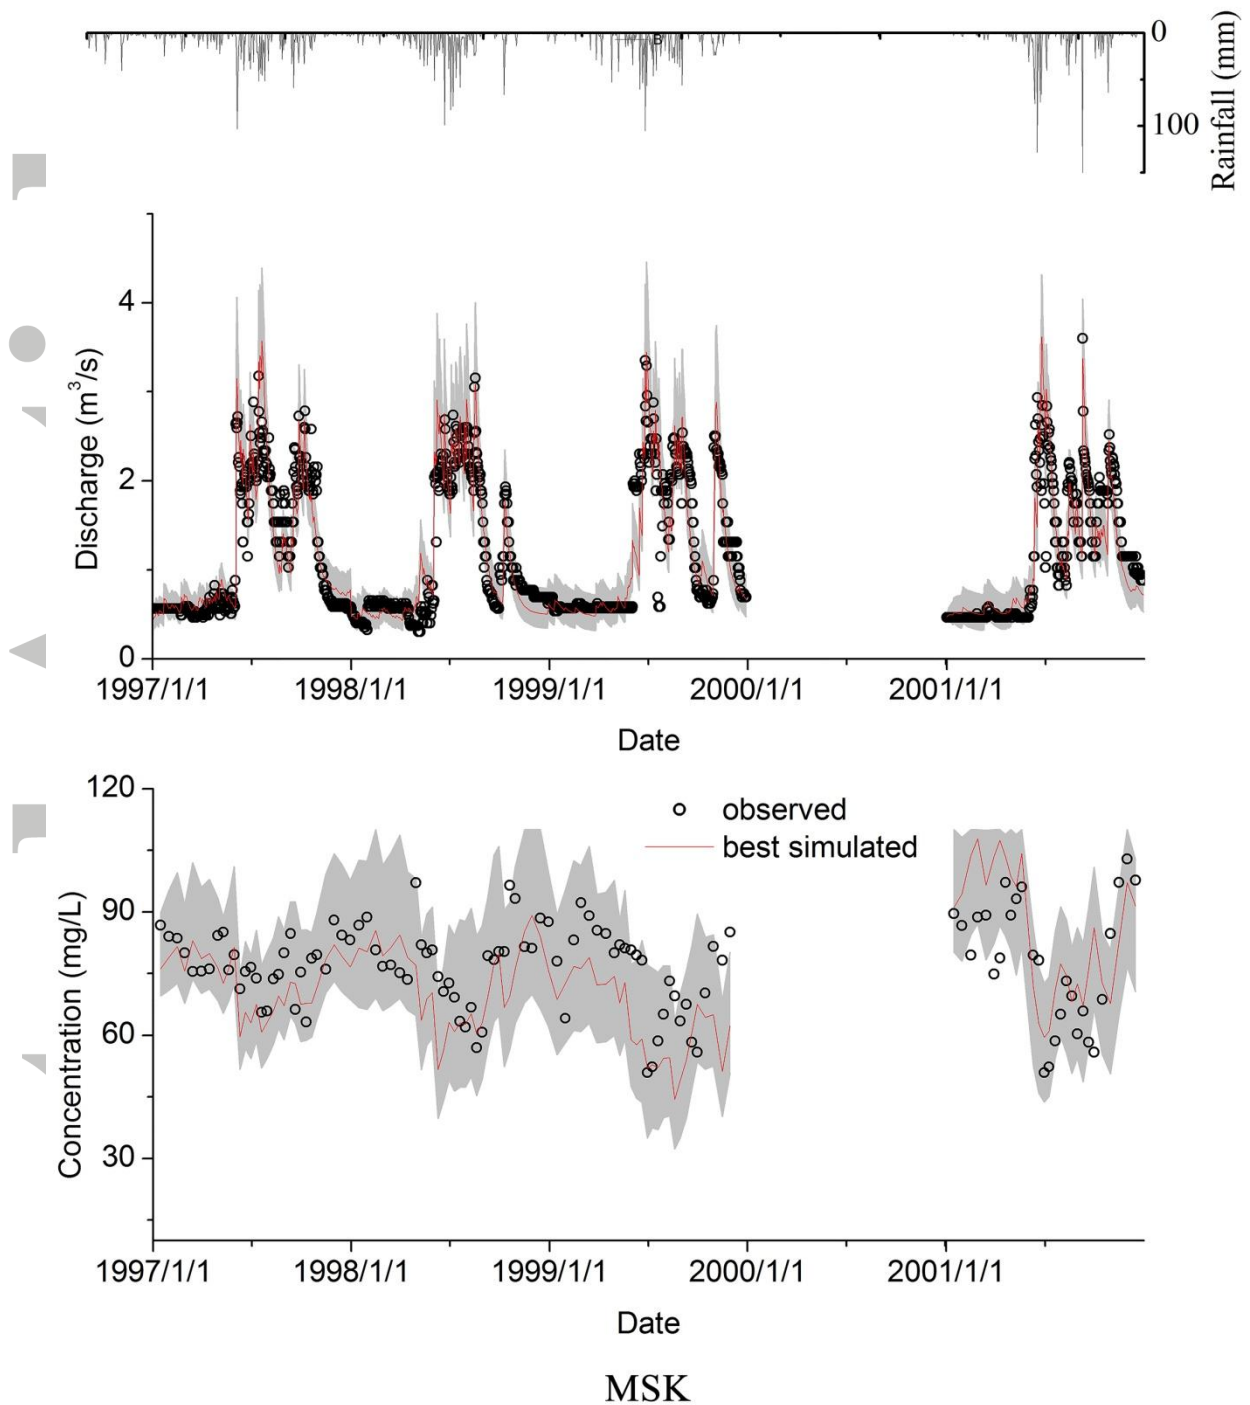 0
B
100
Rainfall (mm)
4
2
0
Discharge (m³/s)
1997/1/1 1998/1/1 1999/1/1 2000/1/1 2001/1/1
Date
120
90
60
30
Concentration (mg/L)
observed
best simulated
1997/1/1 1998/1/1 1999/1/1 2000/1/1 2001/1/1
Date
MSK